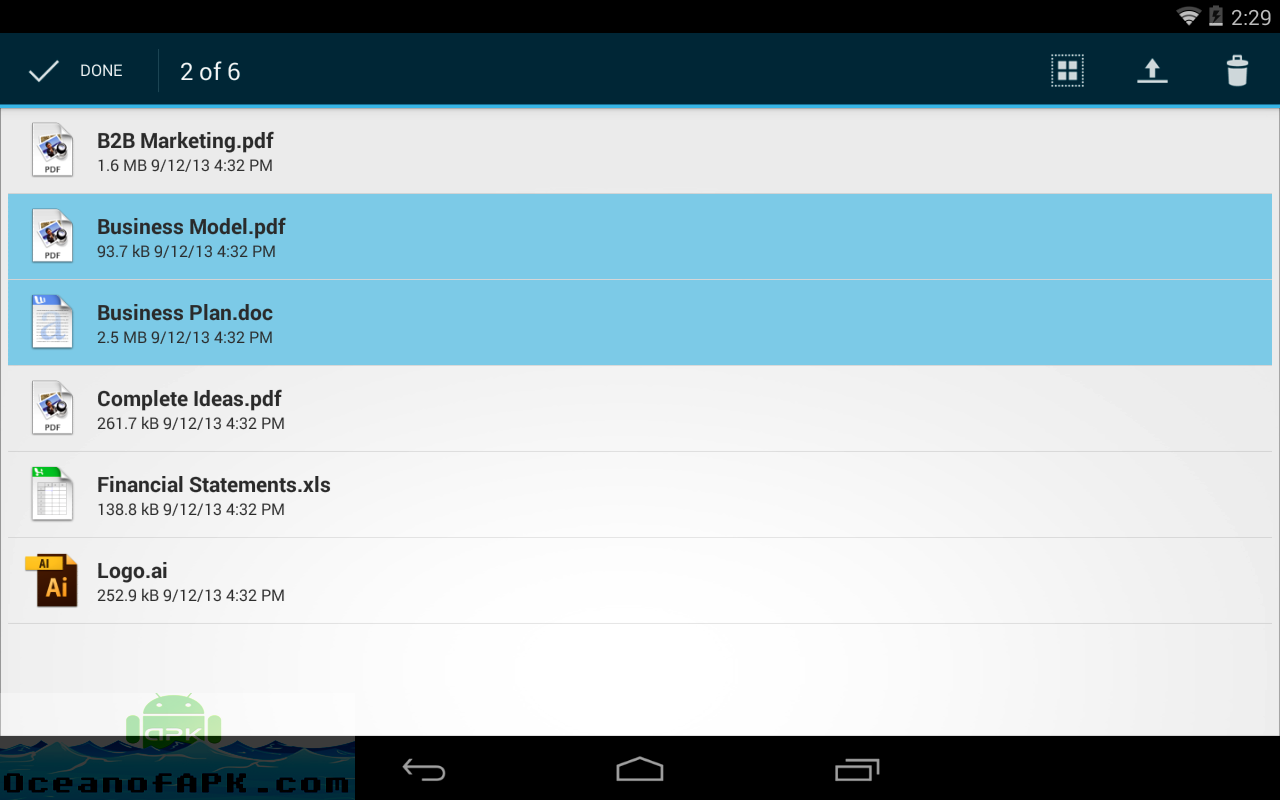 2:29
DONE
2 of 6
B2B Marketing.pdf
1.6 MB 9/12/13 4:32 PM
PDF
Business Model.pdf
93.7 kB 9/12/13 4:32 PM
PDF
W
a
Business Plan.doc
2.5 MB 9/12/13 4:32 PM
Complete Ideas.pdf
261.7 kB 9/12/13 4:32 PM
PDF
X
Financial Statements.xls
138.8 kB 9/12/13 4:32 PM
AI
Ai
Logo.ai
252.9 kB 9/12/13 4:32 PM
APK
OceanofAPK.com